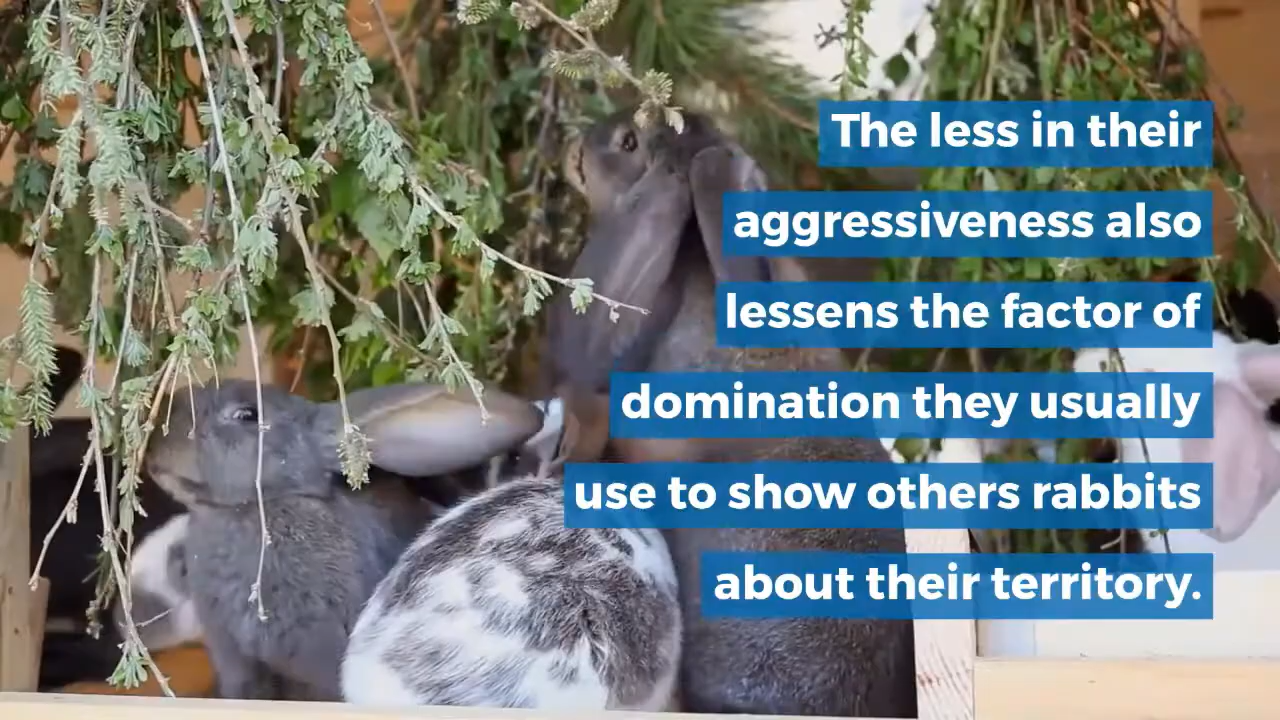 The less in their
aggressiveness also
lessens the factor of
domination they usually
use to show others rabbits
about their territory.